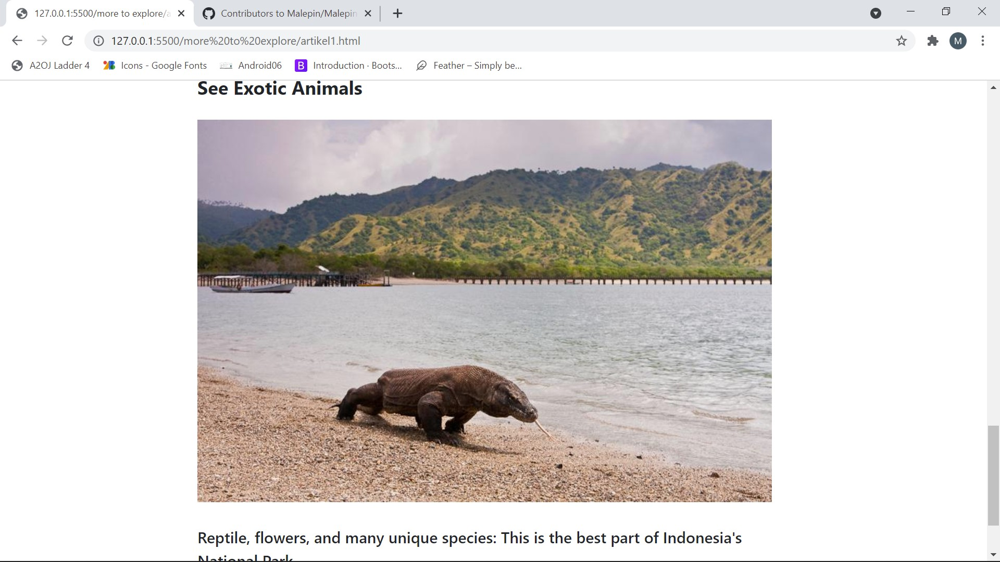 127.0.0.1:5500/more to explore/a
Contributors to Malepin/Malepin
127.0.0.1:5500/more%20to%20explore/artikel1.html
M
A2OJ Ladder 4
Icons - Google Fonts
Android06
B Introduction · Boots...
Feather – Simply be...
See Exotic Animals
Reptile, flowers, and many unique species: This is the best part of Indonesia's
National Park